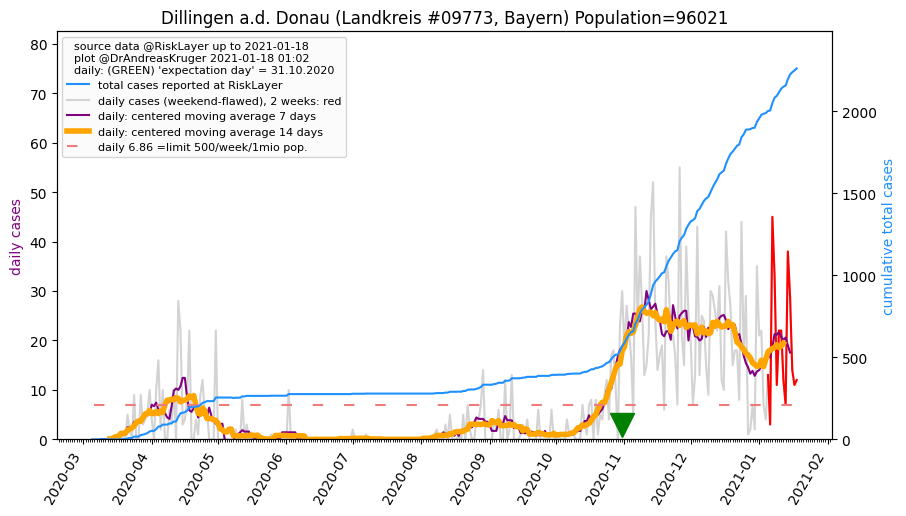 Dillingen a.d. Donau (Landkreis #09773, Bayern) Population=96021
source data @RiskLayer up to 2021-01-18
plot @DrAndreasKruger 2021-01-18 01:02
daily: (GREEN) 'expectation day' = 31.10.2020
total cases reported at RiskLayer
daily cases (weekend-flawed), 2 weeks: red
daily: centered moving average 7 days
daily: centered moving average 14 days
daily 6.86 =limit 500/week/1mio pop.
daily cases
80
70
60
50
40
30
20
10
0
cumulative total cases
2000
1500
1000
500
0
2020-03
2020-04
2020-05
2020-06
2020-07
2020-08
2020-09
2020-10
2020-11
2020-12
2021-01
2021-02